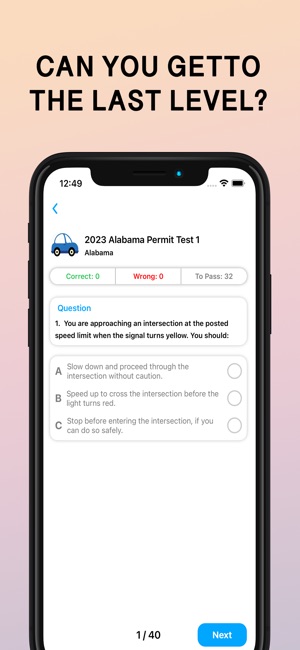 CAN YOU GETTO
THE LAST LEVEL?
12:49
2023 Alabama Permit Test 1
Alabama
Correct: 0
Wrong: 0
To Pass: 32
Question
1. You are approaching an intersection at the posted
speed limit when the signal turns yellow. You should:
A Slow down and proceed through the
intersection without caution.
B Speed up to cross the intersection before the
light turns red.
C Stop before entering the intersection, if you
can do so safely.
1 / 40
Next